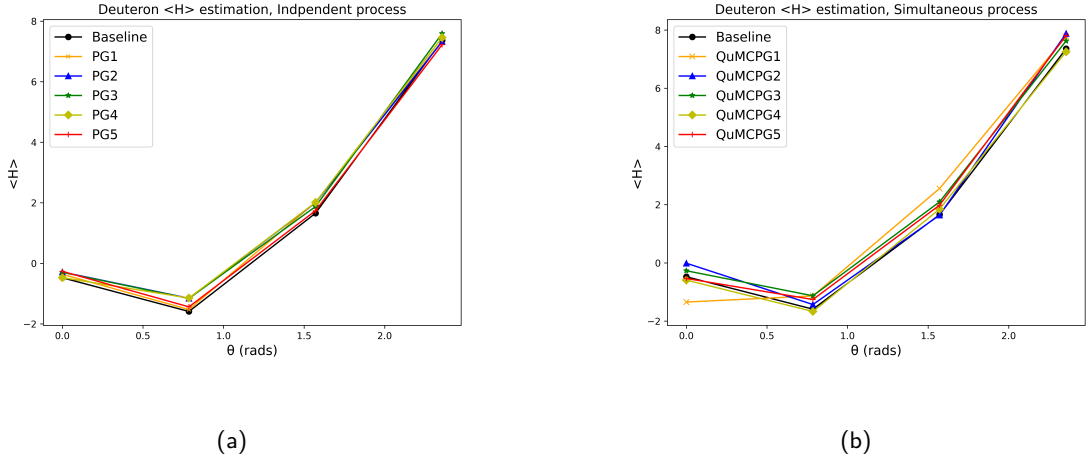 Deuteron <H> estimation, Indpendent process
8
6
4
2
0
−2
<H>
0.0
0.5
1.0
1.5
2.0
θ (rads)
Baseline
PG1
PG2
PG3
PG4
PG5
(a)
Deuteron <H> estimation, Simultaneous process
8
6
4
2
0
−2
<H>
0.0
0.5
1.0
1.5
2.0
θ (rads)
Baseline
QuMCPG1
QuMCPG2
QuMCPG3
QuMCPG4
QuMCPG5
(b)